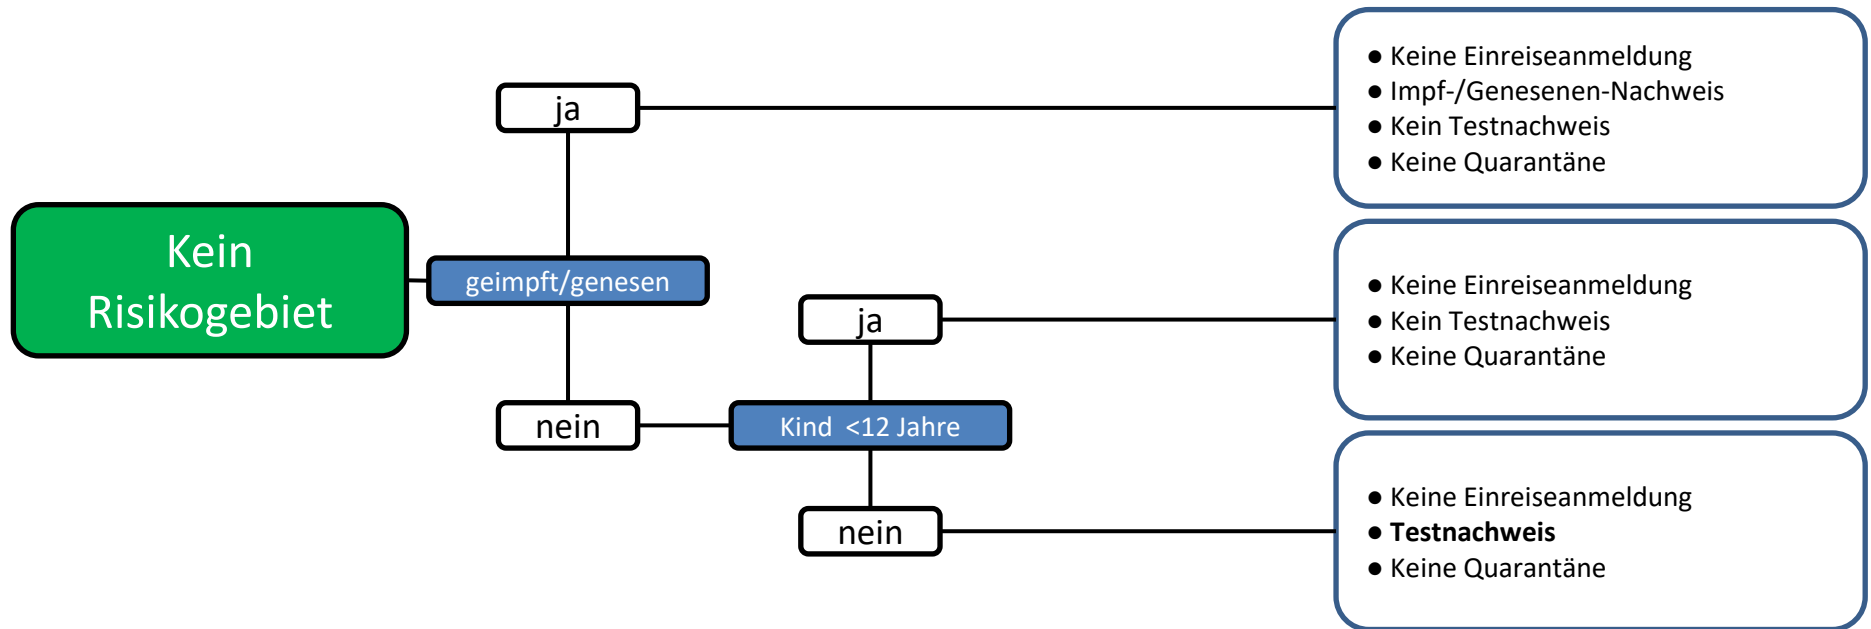 Kein
Risikogebiet
geimpft/genesen
ja
● Keine Einreiseanmeldung
● Impf-/Genesenen-Nachweis
● Kein Testnachweis
● Keine Quarantäne
nein
Kind <12 Jahre
ja
● Keine Einreiseanmeldung
● Kein Testnachweis
● Keine Quarantäne
nein
● Keine Einreiseanmeldung
● Testnachweis
● Keine Quarantäne